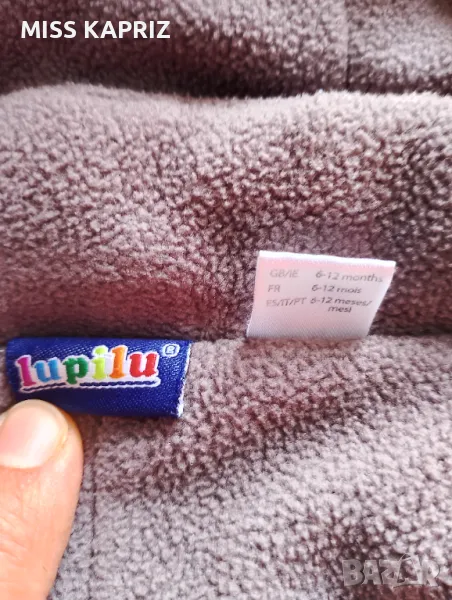 MISS KAPRIZ
GB/IE 6-12 months
FR 6-12 mois
ES/IT/PT 6-12 meses/
mesi
lupilu®
BAZAR